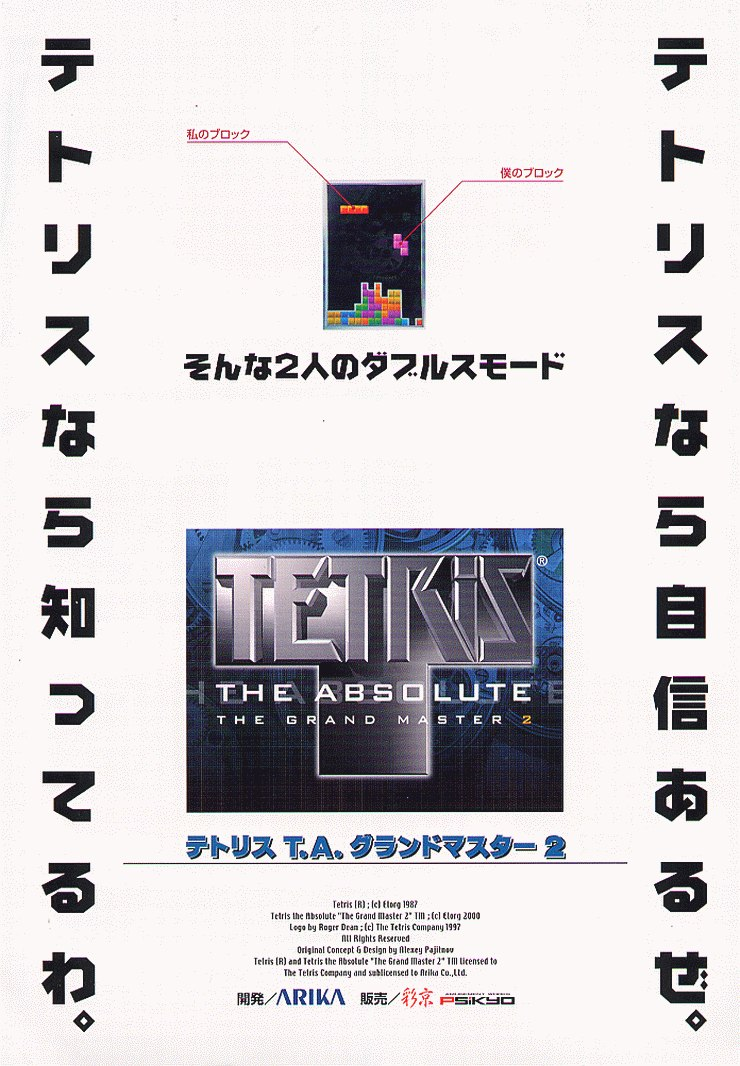 テトリスなら自信あるぜ。
テトリスなら知ってるわ。
私のブロック
僕のブロック
そんな2人のダブルスモード
TETRiS®
THE ABSOLUTE
THE GRAND MASTER 2
テトリス T.A. グランドマスター 2
Tetris (R) ; (c) Elorg 1987
Tetris the Absolute "The Grand Master 2" TM ; (c) Elorg 2000
Logo by Roger Dean ; (c) The Tetris Company 1997
All Rights Reserved
Original Concept & Design by Alexey Pajitnov
Tetris (R) and Tetris the Absolute "The Grand Master 2" TM licensed to
The Tetris Company and sublicensed to Arika Co.,Ltd.
開発/ARIKA 販売/彩京 PSiKYO